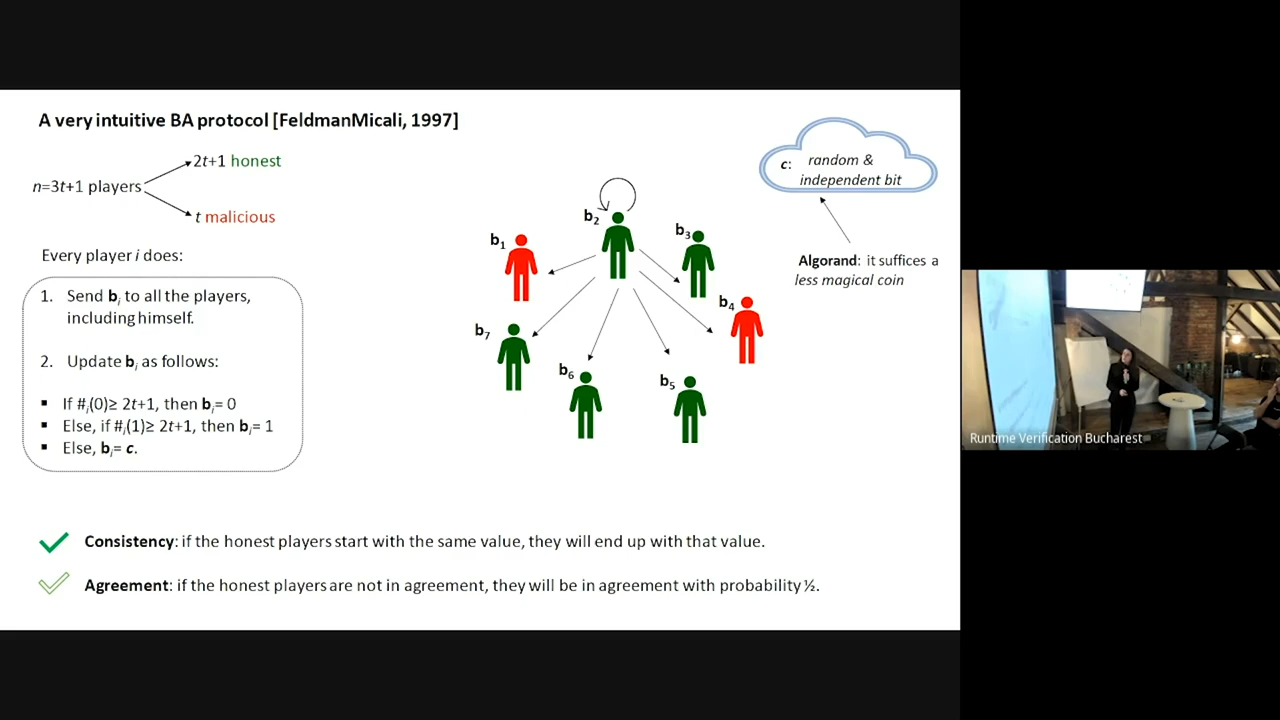 A very intuitive BA protocol [FeldmanMicali, 1997]
2t+1 honest
n=3t+1 players
t malicious
Every player i does:
1. Send bᵢ to all the players,
including himself.
2. Update bᵢ as follows:
▪ If #ᵢ(0)≥ 2t+1, then bᵢ= 0
▪ Else, if #ᵢ(1)≥ 2t+1, then bᵢ= 1
▪ Else, bᵢ= c.
b₁
b₂
b₃
b₄
b₅
b₆
b₇
c: random &
independent bit
Algorand: it suffices a
less magical coin
Consistency: if the honest players start with the same value, they will end up with that value.
Agreement: if the honest players are not in agreement, they will be in agreement with probability ½.
Runtime Verification Bucharest